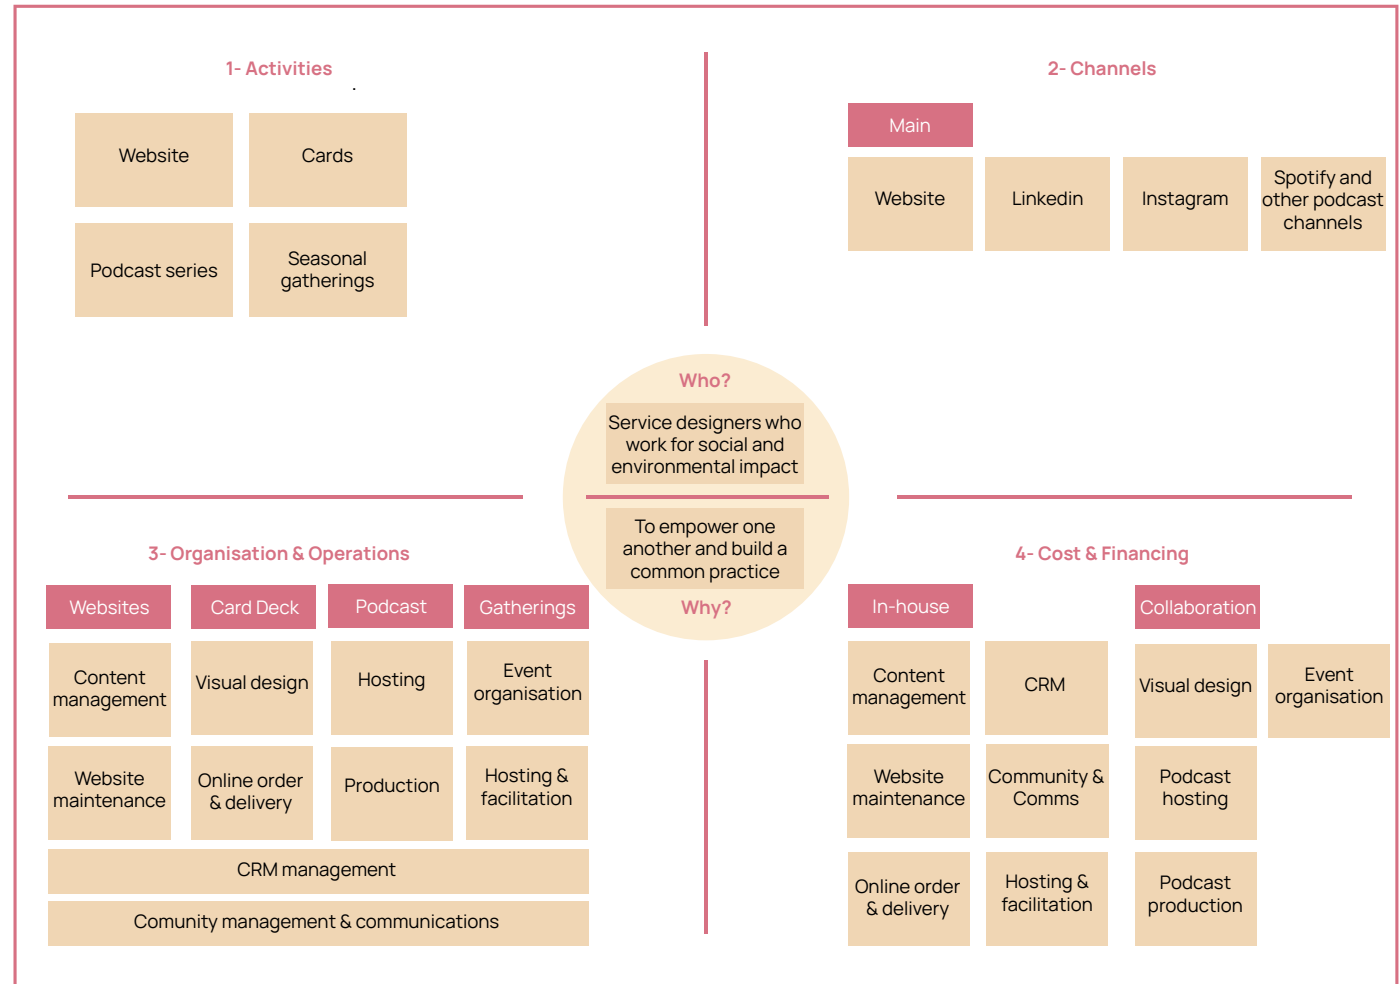 1- Activities
.
Website
Cards
Podcast series
Seasonal
gatherings
2- Channels
Main
Website
Linkedin
Instagram
Spotify and
other podcast
channels
Who?
Service designers who
work for social and
environmental impact
To empower one
another and build a
common practice
Why?
3- Organisation & Operations
Websites
Card Deck
Podcast
Gatherings
Content
management
Visual design
Hosting
Event
organisation
Website
maintenance
Online order
& delivery
Production
Hosting &
facilitation
CRM management
Comunity management & communications
4- Cost & Financing
In-house
Collaboration
Content
management
CRM
Visual design
Event
organisation
Website
maintenance
Community &
Comms
Podcast
hosting
Online order
& delivery
Hosting &
facilitation
Podcast
production